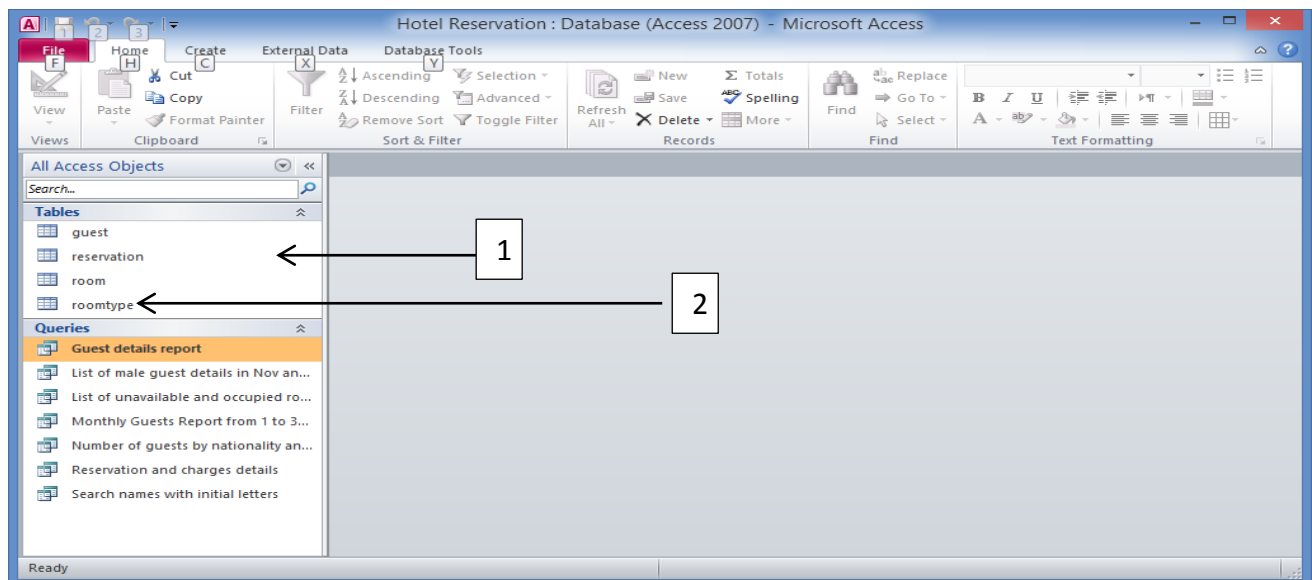 A 1 2 3 Hotel Reservation : Database (Access 2007) - Microsoft Access
File Home Create External Data Database Tools
F H C X Y
Cut Ascending Selection New Σ Totals Replace
Copy Descending Advanced Save Spelling Go To B I U
View Paste Format Painter Filter Remove Sort Toggle Filter Refresh All Delete More Find Select A
Views Clipboard Sort & Filter Records Find Text Formatting
All Access Objects
Search...
Tables
guest
reservation
1
room
roomtype
2
Queries
Guest details report
List of male guest details in Nov an...
List of unavailable and occupied ro...
Monthly Guests Report from 1 to 3...
Number of guests by nationality an...
Reservation and charges details
Search names with initial letters
Ready